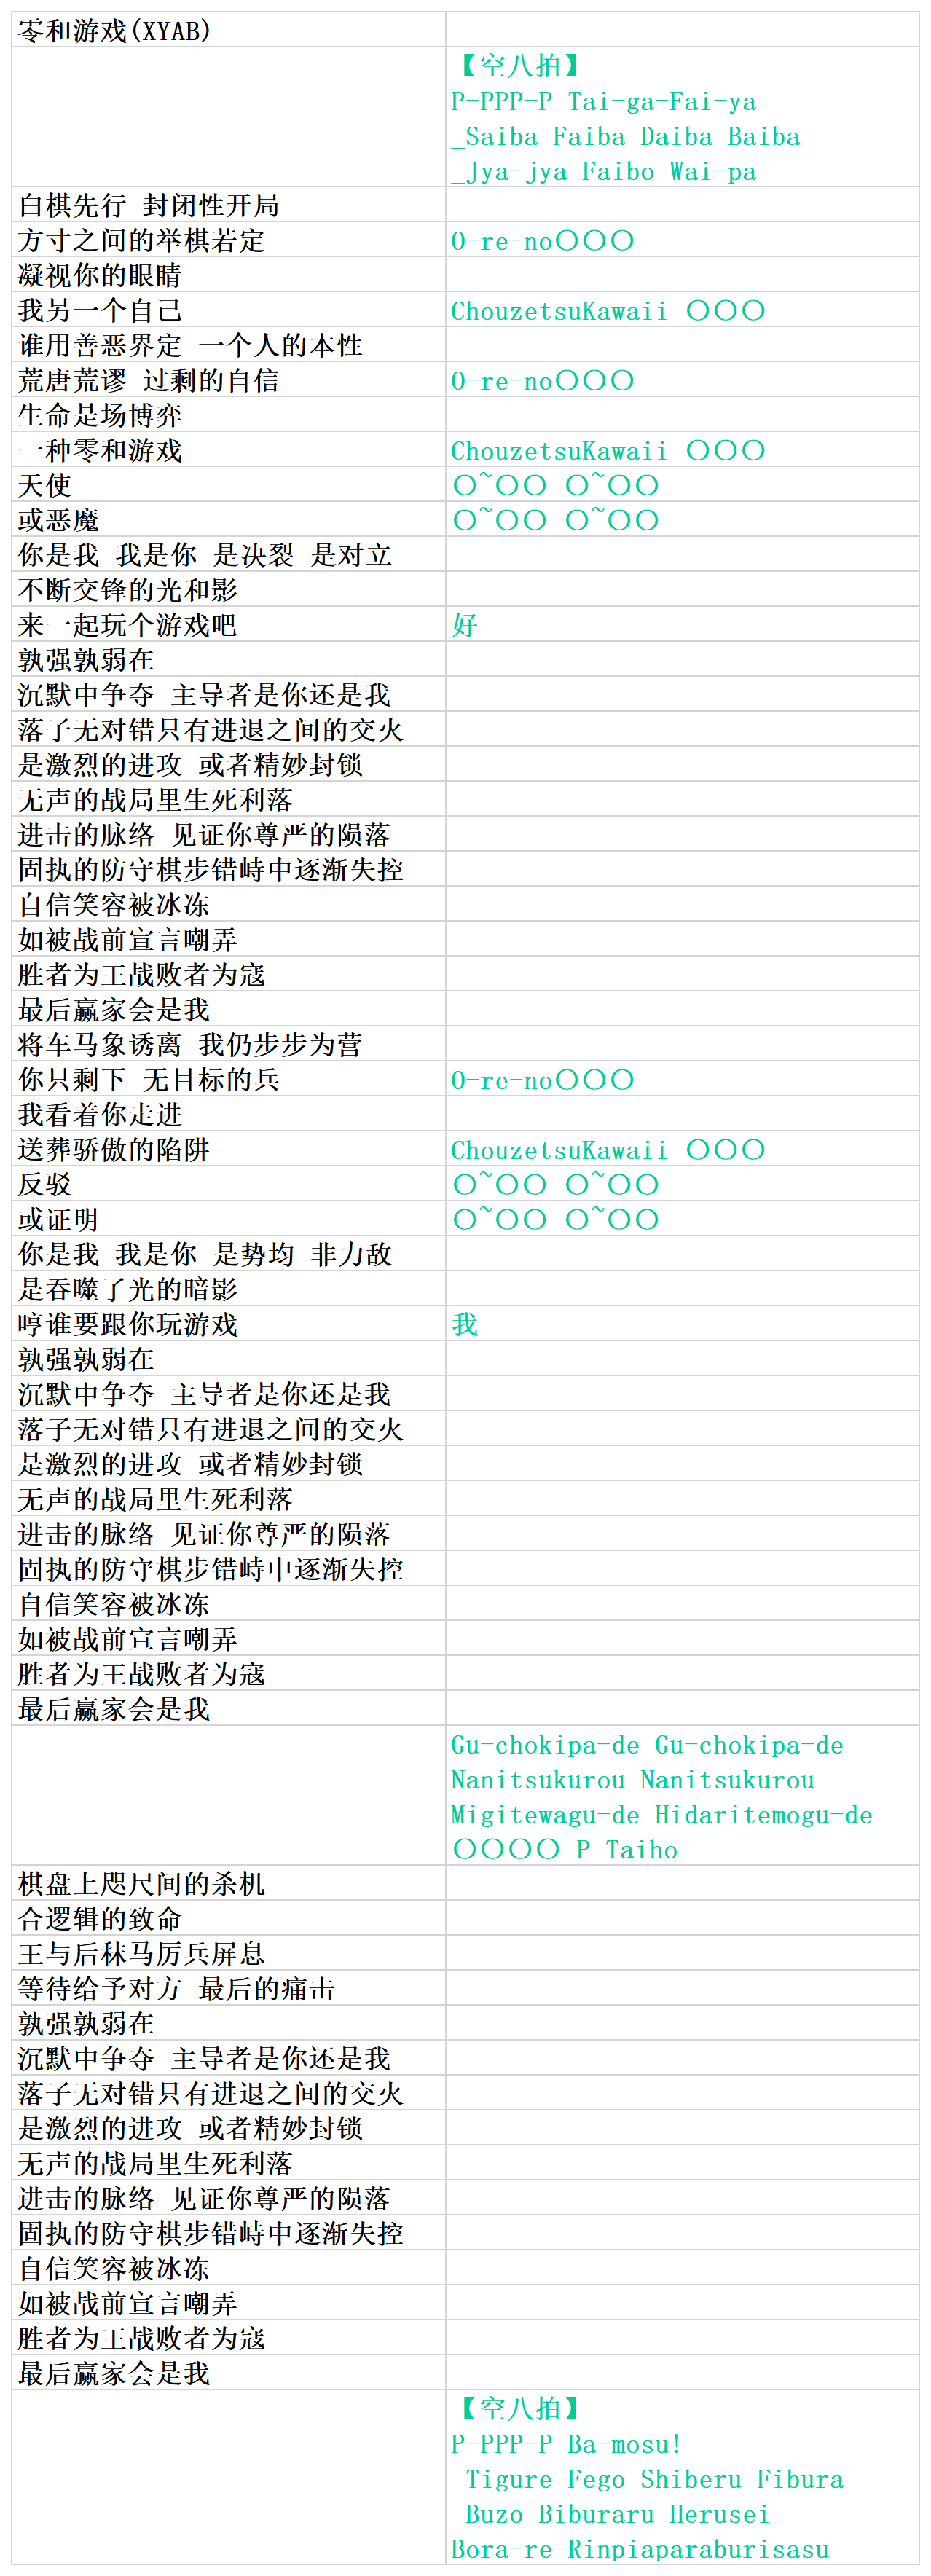 零和游戏(XYAB)
【空八拍】
P-PPP-P Tai-ga-Fai-ya
_Saiba Faiba Daiba Baiba
_Jya-jya Faibo Wai-pa
白棋先行 封闭性开局
方寸之间的举棋若定 O-re-no〇〇〇
凝视你的眼睛
我另一个自己 ChouzetsuKawaii 〇〇〇
谁用善恶界定 一个人的本性
荒唐荒谬 过剩的自信 O-re-no〇〇〇
生命是场博弈
一种零和游戏 ChouzetsuKawaii 〇〇〇
天使 〇~〇〇 〇~〇〇
或恶魔 〇~〇〇 〇~〇〇
你是我 我是你 是决裂 是对立
不断交锋的光和影
来一起玩个游戏吧 好
孰强孰弱在
沉默中争夺 主导者是你还是我
落子无对错只有进退之间的交火
是激烈的进攻 或者精妙封锁
无声的战局里生死利落
进击的脉络 见证你尊严的陨落
固执的防守棋步错峙中逐渐失控
自信笑容被冰冻
如被战前宣言嘲弄
胜者为王战败者为寇
最后赢家会是我
将车马象诱离 我仍步步为营
你只剩下 无目标的兵 O-re-no〇〇〇
我看着你走进
送葬骄傲的陷阱 ChouzetsuKawaii 〇〇〇
反驳 〇~〇〇 〇~〇〇
或证明 〇~〇〇 〇~〇〇
你是我 我是你 是势均 非力敌
是吞噬了光的暗影
哼谁要跟你玩游戏 我
孰强孰弱在
沉默中争夺 主导者是你还是我
落子无对错只有进退之间的交火
是激烈的进攻 或者精妙封锁
无声的战局里生死利落
进击的脉络 见证你尊严的陨落
固执的防守棋步错峙中逐渐失控
自信笑容被冰冻
如被战前宣言嘲弄
胜者为王战败者为寇
最后赢家会是我
Gu-chokipa-de Gu-chokipa-de
Nanitsukurou Nanitsukurou
Migitewagu-de Hidaritemogu-de
〇〇〇〇 P Taiho
棋盘上咫尺间的杀机
合逻辑的致命
王与后秣马厉兵屏息
等待给予对方 最后的痛击
孰强孰弱在
沉默中争夺 主导者是你还是我
落子无对错只有进退之间的交火
是激烈的进攻 或者精妙封锁
无声的战局里生死利落
进击的脉络 见证你尊严的陨落
固执的防守棋步错峙中逐渐失控
自信笑容被冰冻
如被战前宣言嘲弄
胜者为王战败者为寇
最后赢家会是我
【空八拍】
P-PPP-P Ba-mosu!
_Tigure Fego Shiberu Fibura
_Buzo Biburaru Herusei
Bora-re Rinpiaparaburisasu